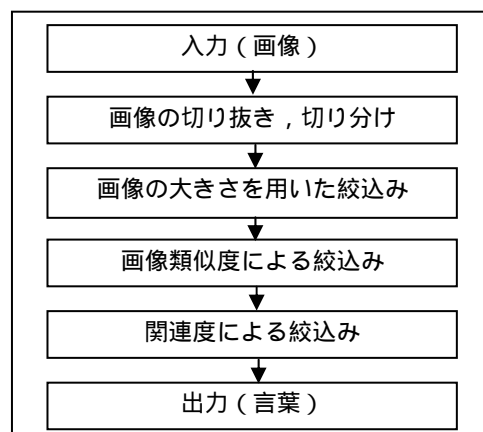 入力（画像）
画像の切り抜き，切り分け
画像の大きさを用いた絞込み
画像類似度による絞込み
関連度による絞込み
出力（言葉）